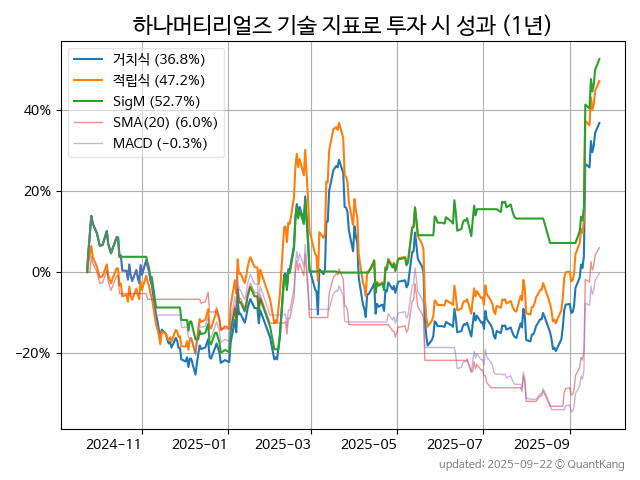 하나머티리얼즈 기술 지표로 투자 시 성과 (1년)
거치식 (36.8%)
적립식 (47.2%)
SigM (52.7%)
SMA(20) (6.0%)
MACD (−0.3%)
40%
20%
0%
−20%
2024-11 2025-01 2025-03 2025-05 2025-07 2025-09
updated: 2025-09-22 © QuantKang